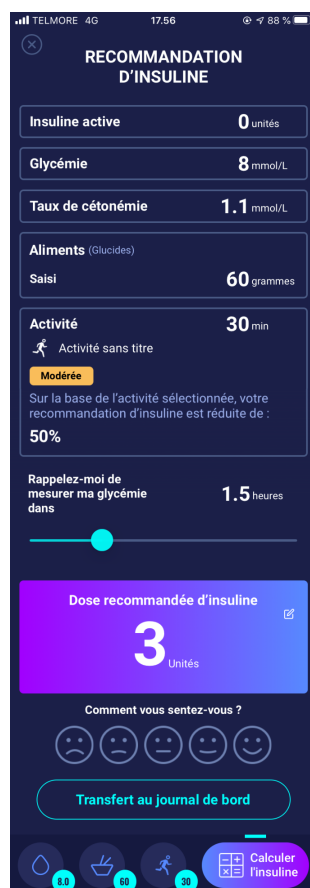 TELMORE 4G 17.56 88 %
RECOMMANDATION
D'INSULINE
Insuline active 0 unités
Glycémie 8 mmol/L
Taux de cétonémie 1.1 mmol/L
Aliments (Glucides)
Saisi 60 grammes
Activité 30 min
Activité sans titre
Modérée
Sur la base de l'activité sélectionnée, votre
recommandation d'insuline est réduite de :
50%
Rappelez-moi de
mesurer ma glycémie
dans
1.5 heures
Dose recommandée d'insuline
3 Unités
Comment vous sentez-vous ?
Transfert au journal de bord
8.0 60 30
Calculer
l'insuline